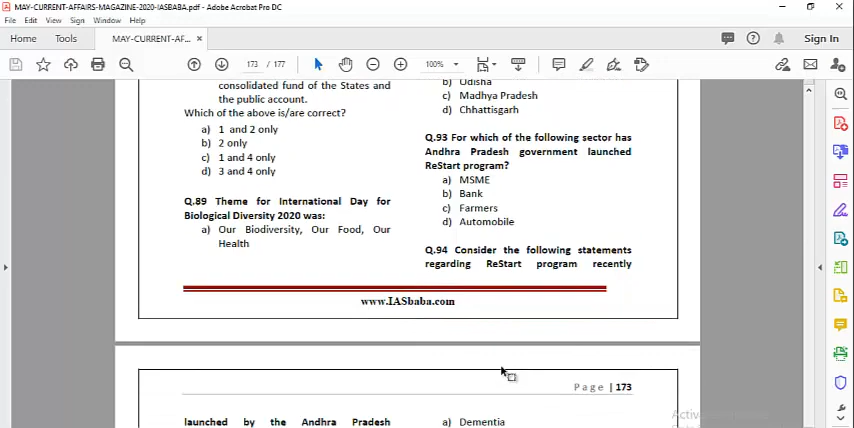 MAY-CURRENT-AFFAIRS-MAGAZINE-2020-IASBABA.pdf - Adobe Acrobat Pro DC
File Edit View Sign Window Help
Home Tools MAY-CURRENT-AF... × Sign In
173 / 177 100%
consolidated fund of the States and
the public account.
Which of the above is/are correct?
a) 1 and 2 only
b) 2 only
c) 1 and 4 only
d) 3 and 4 only
Q.89 Theme for International Day for
Biological Diversity 2020 was:
a) Our Biodiversity, Our Food, Our
Health
b) Odisha
c) Madhya Pradesh
d) Chhattisgarh
Q.93 For which of the following sector has
Andhra Pradesh government launched
ReStart program?
a) MSME
b) Bank
c) Farmers
d) Automobile
Q.94 Consider the following statements
regarding ReStart program recently
www.IASbaba.com
Page | 173
launched by the Andhra Pradesh
a) Dementia